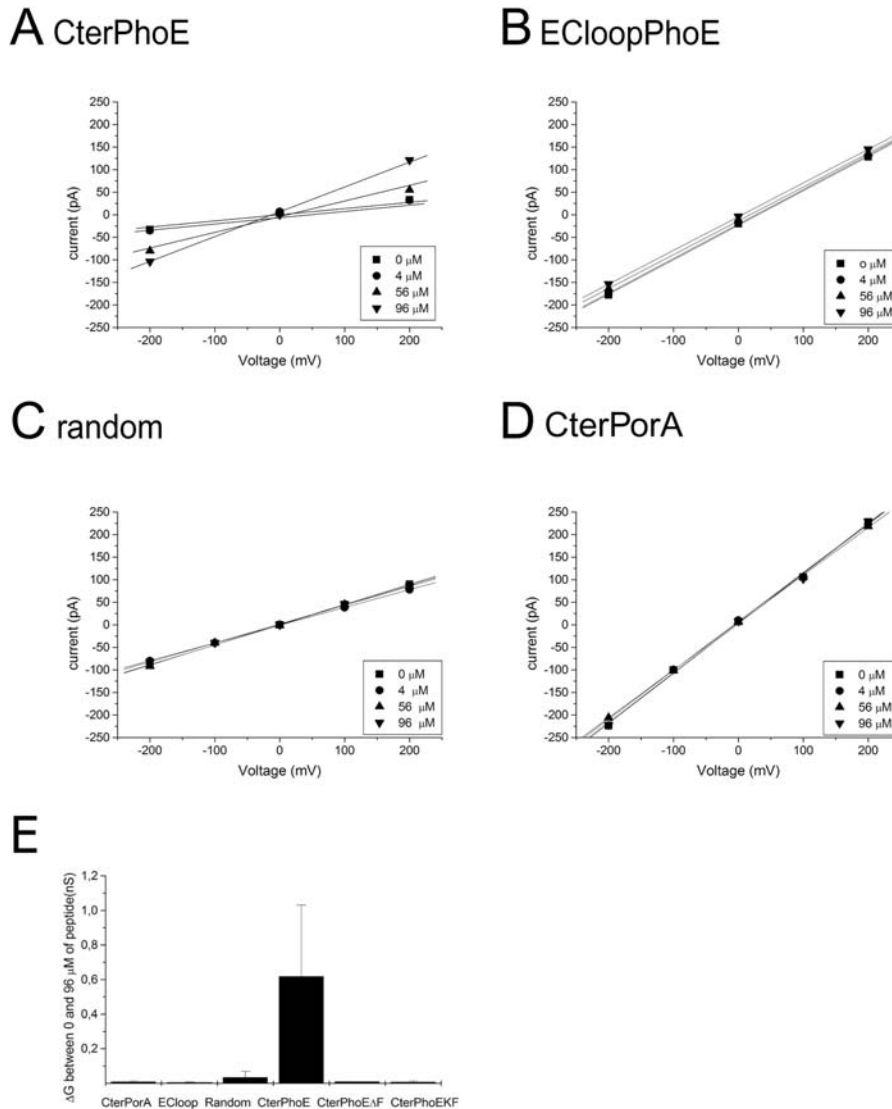 A CterPhoE
250
200
150
100
50
0
-50
-100
-150
-200
-250
current (pA)
-200 -100 0 100 200
Voltage (mV)
0 μM
4 μM
56 μM
96 μM
B ECloopPhoE
250
200
150
100
50
0
-50
-100
-150
-200
-250
current (pA)
-200 -100 0 100 200
Voltage (mV)
o μM
4 μM
56 μM
96 μM
C random
250
200
150
100
50
0
-50
-100
-150
-200
-250
current (pA)
-200 -100 0 100 200
Voltage (mV)
0 μM
4 μM
56 μM
96 μM
D CterPorA
250
200
150
100
50
0
-50
-100
-150
-200
-250
current (pA)
-200 -100 0 100 200
Voltage (mV)
0 μM
4 μM
56 μM
96 μM
E
1,2
1,0
0,6
0,4
0,2
ΔG between 0 and 96 μM of peptide(nS)
CterPorA ECloop Random CterPhoE CterPhoEΔF CterPhoEKF